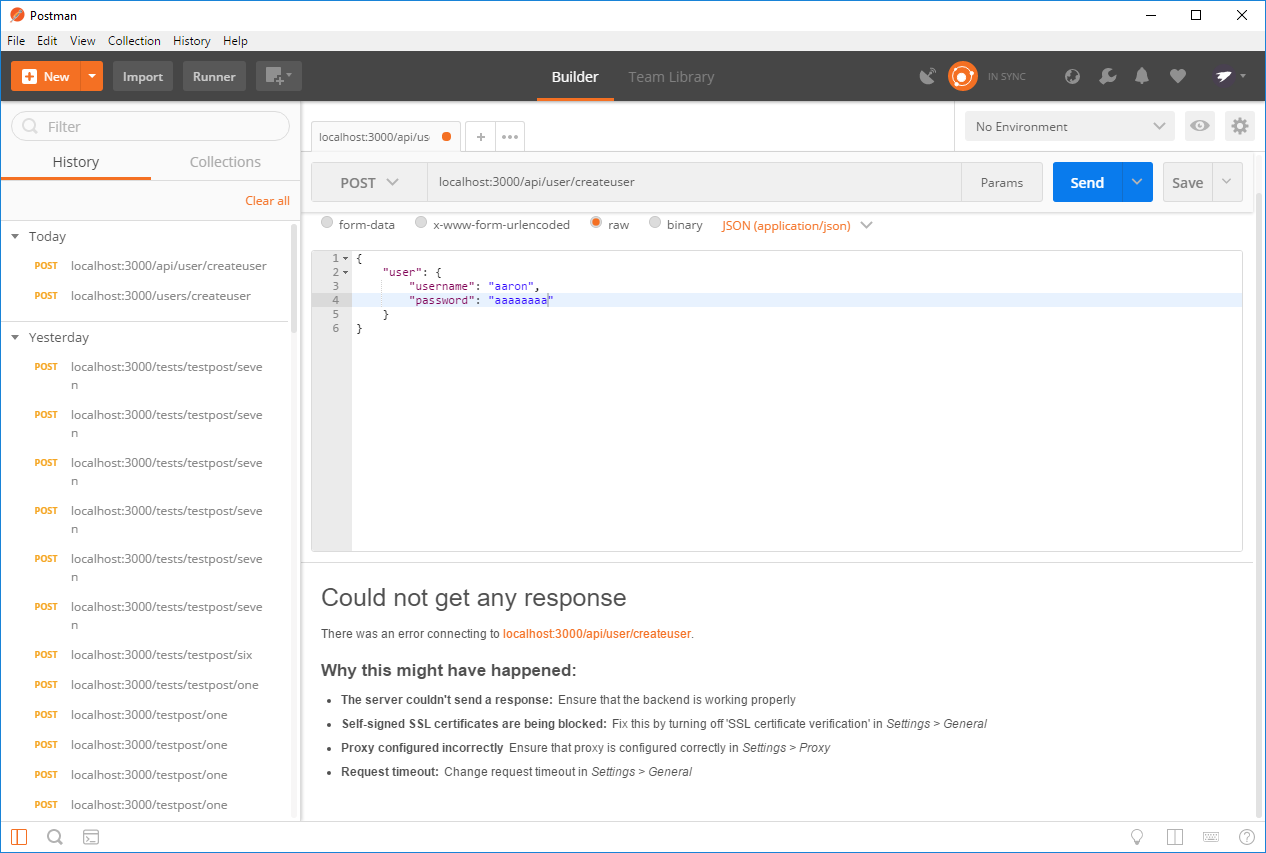 Postman
File Edit View Collection History Help
New Import Runner Builder Team Library IN SYNC
Filter
History Collections
Clear all
Today
POST localhost:3000/api/user/createuser
POST localhost:3000/users/createuser
Yesterday
POST localhost:3000/tests/testpost/seve
n
POST localhost:3000/tests/testpost/seve
n
POST localhost:3000/tests/testpost/seve
n
POST localhost:3000/tests/testpost/seve
n
POST localhost:3000/tests/testpost/seve
n
POST localhost:3000/tests/testpost/seve
n
POST localhost:3000/tests/testpost/six
POST localhost:3000/tests/testpost/one
POST localhost:3000/testpost/one
POST localhost:3000/testpost/one
POST localhost:3000/testpost/one
POST localhost:3000/testpost/one
localhost:3000/api/us + ••• No Environment
POST localhost:3000/api/user/createuser Params Send Save
form-data x-www-form-urlencoded raw binary JSON (application/json)
1 {
2 "user": {
3 "username": "aaron",
4 "password": "aaaaaaaa"
5 }
6 }
Could not get any response
There was an error connecting to localhost:3000/api/user/createuser.
Why this might have happened:
• The server couldn't send a response: Ensure that the backend is working properly
• Self-signed SSL certificates are being blocked: Fix this by turning off 'SSL certificate verification' in Settings > General
• Proxy configured incorrectly Ensure that proxy is configured correctly in Settings > Proxy
• Request timeout: Change request timeout in Settings > General